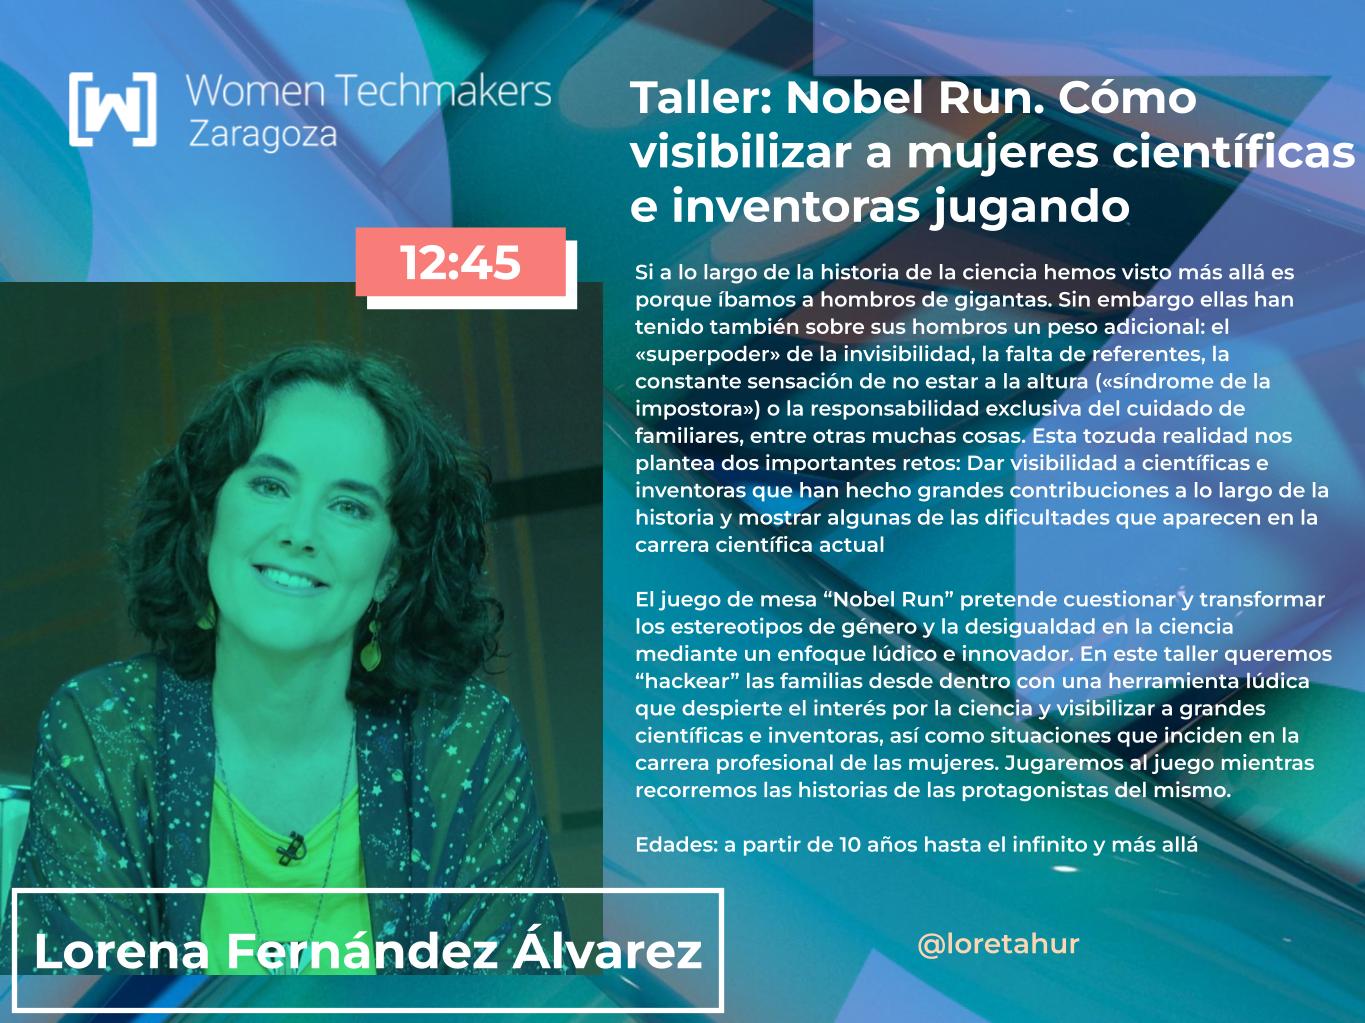 Women Techmakers
Zaragoza
12:45
Taller: Nobel Run. Cómo
visibilizar a mujeres científicas
e inventoras jugando
Si a lo largo de la historia de la ciencia hemos visto más allá es
porque íbamos a hombros de gigantas. Sin embargo ellas han
tenido también sobre sus hombros un peso adicional: el
«superpoder» de la invisibilidad, la falta de referentes, la
constante sensación de no estar a la altura («síndrome de la
impostora») o la responsabilidad exclusiva del cuidado de
familiares, entre otras muchas cosas. Esta tozuda realidad nos
plantea dos importantes retos: Dar visibilidad a científicas e
inventoras que han hecho grandes contribuciones a lo largo de la
historia y mostrar algunas de las dificultades que aparecen en la
carrera científica actual
El juego de mesa “Nobel Run” pretende cuestionar y transformar
los estereotipos de género y la desigualdad en la ciencia
mediante un enfoque lúdico e innovador. En este taller queremos
“hackear” las familias desde dentro con una herramienta lúdica
que despierte el interés por la ciencia y visibilizar a grandes
científicas e inventoras, así como situaciones que inciden en la
carrera profesional de las mujeres. Jugaremos al juego mientras
recorremos las historias de las protagonistas del mismo.
Edades: a partir de 10 años hasta el infinito y más allá
Lorena Fernández Álvarez
@loretahur